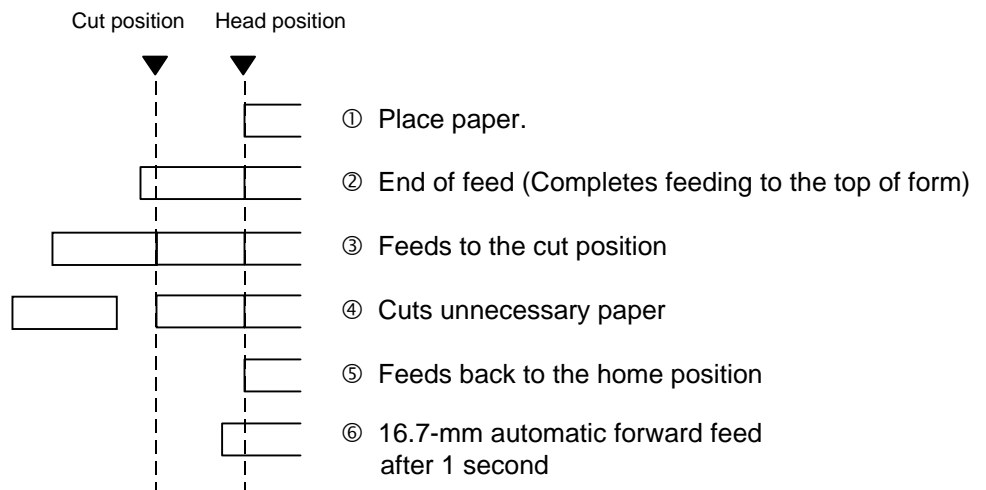 Cut position Head position
① Place paper.
② End of feed (Completes feeding to the top of form)
③ Feeds to the cut position
④ Cuts unnecessary paper
⑤ Feeds back to the home position
⑥ 16.7-mm automatic forward feed
after 1 second